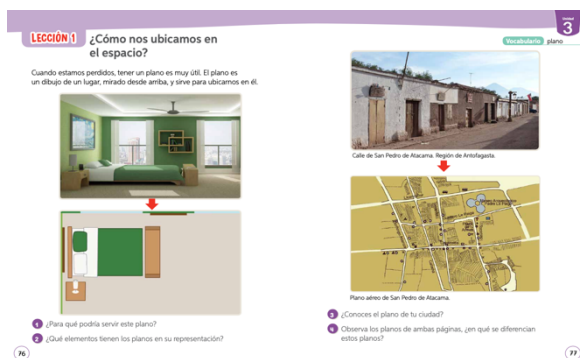 LECCIÓN 1
¿Cómo nos ubicamos en
el espacio?
Cuando estamos perdidos, tener un plano es muy útil. El plano es
un dibujo de un lugar, mirado desde arriba, y sirve para ubicarnos en él.
1 ¿Para qué podría servir este plano?
2 ¿Qué elementos tienen los planos en su representación?
76
Unidad
3
Vocabulario plano
Calle de San Pedro de Atacama. Región de Antofagasta.
Plano aéreo de San Pedro de Atacama.
3 ¿Conoces el plano de tu ciudad?
4 Observa los planos de ambas páginas, ¿en qué se diferencian
estos planos?
77